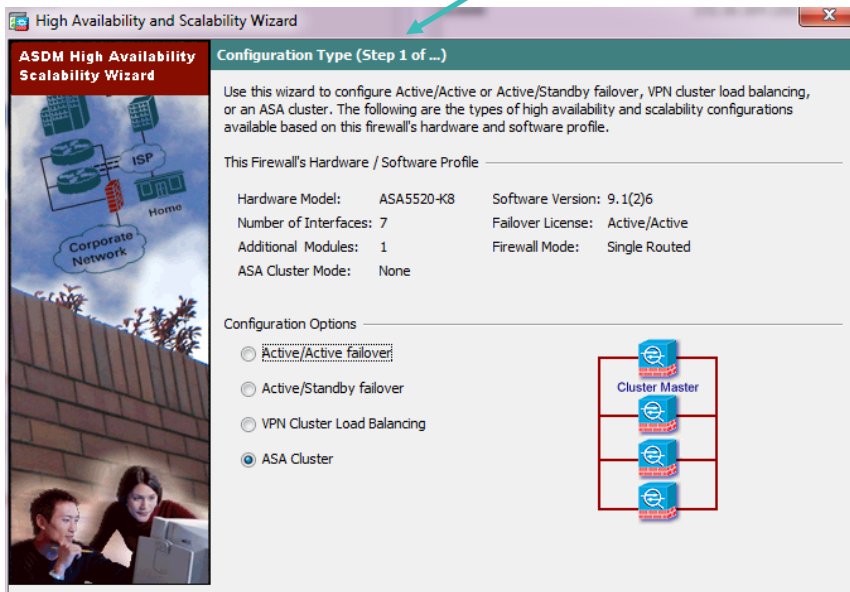 High Availability and Scalability Wizard
ASDM High Availability
Scalability Wizard
ISP
Home
Corporate
Network
Configuration Type (Step 1 of ...)
Use this wizard to configure Active/Active or Active/Standby failover, VPN cluster load balancing,
or an ASA cluster. The following are the types of high availability and scalability configurations
available based on this firewall's hardware and software profile.
This Firewall's Hardware / Software Profile
Hardware Model: ASA5520-K8 Software Version: 9.1(2)6
Number of Interfaces: 7 Failover License: Active/Active
Additional Modules: 1 Firewall Mode: Single Routed
ASA Cluster Mode: None
Configuration Options
Active/Active failover
Active/Standby failover
VPN Cluster Load Balancing
ASA Cluster
Cluster Master